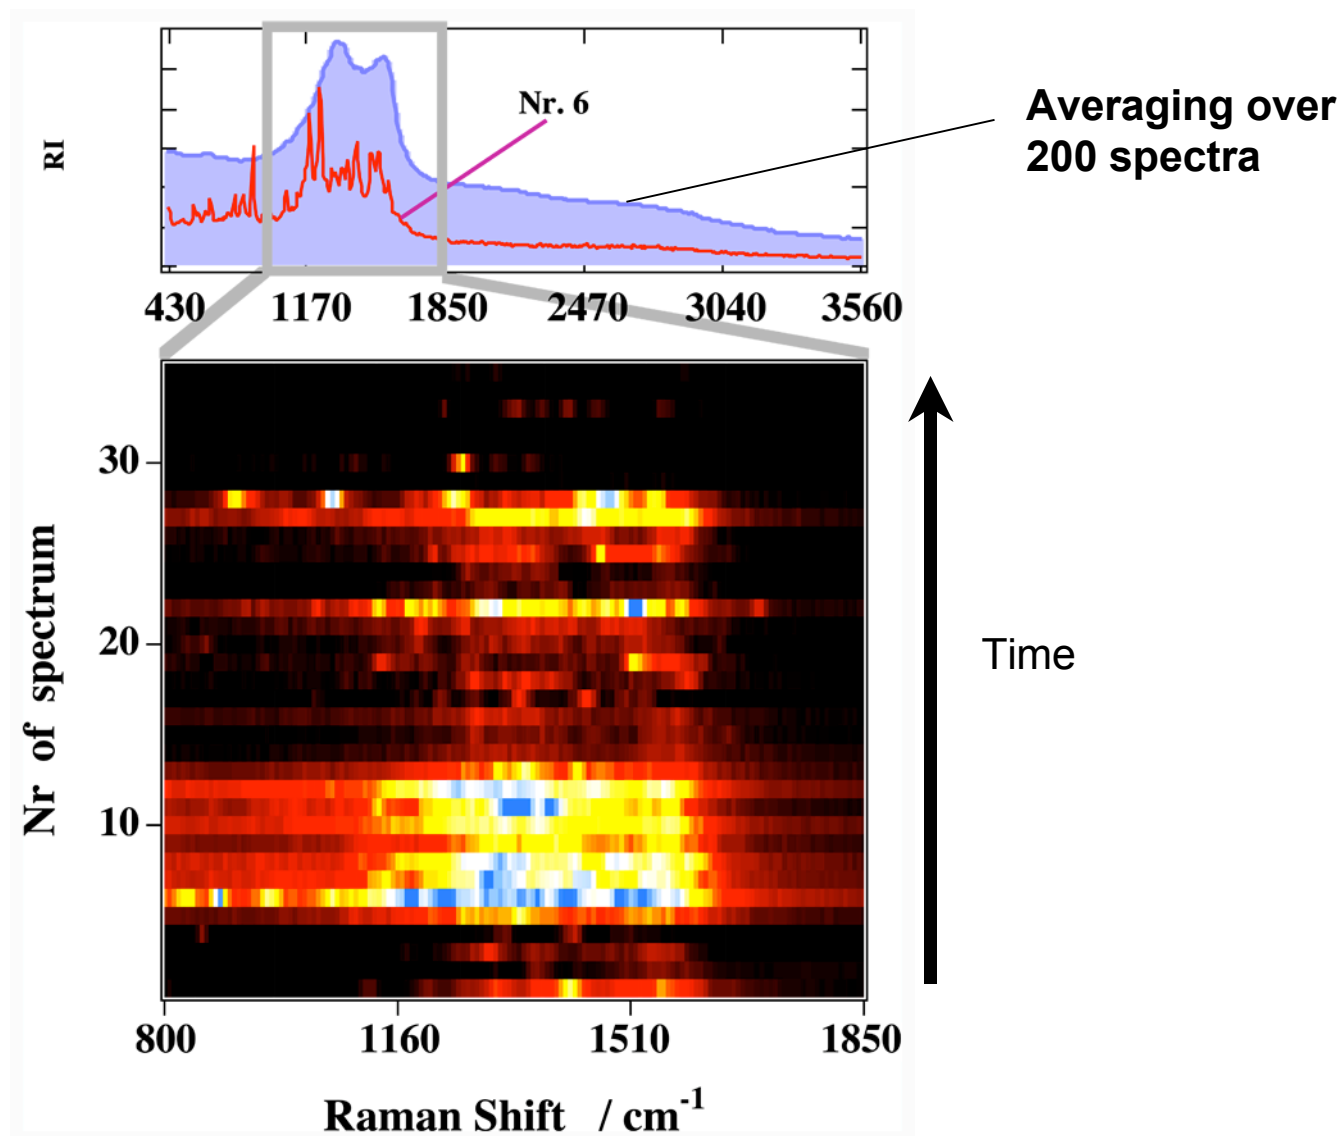 Nr. 6
Averaging over
200 spectra
RI
430 1170 1850 2470 3040 3560
30
20
10
Nr of spectrum
Time
800 1160 1510 1850
Raman Shift / cm-1